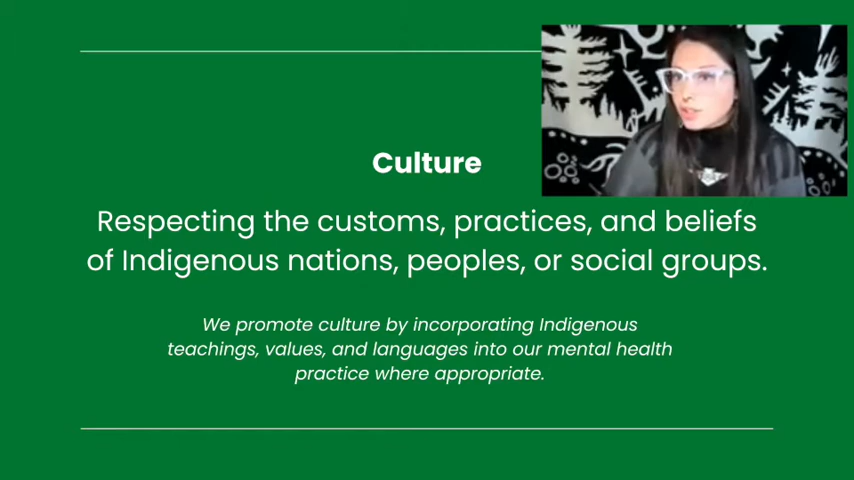 Culture
Respecting the customs, practices, and beliefs
of Indigenous nations, peoples, or social groups.
We promote culture by incorporating Indigenous
teachings, values, and languages into our mental health
practice where appropriate.